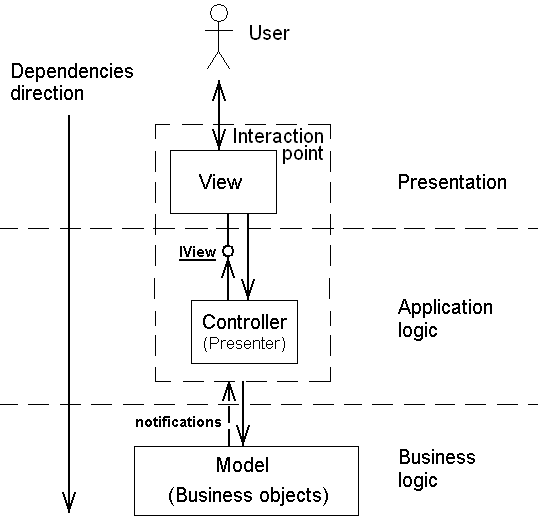 User
Dependencies
direction
Interaction
point
View
Presentation
IView
Controller
(Presenter)
Application
logic
notifications
Model
(Business objects)
Business
logic